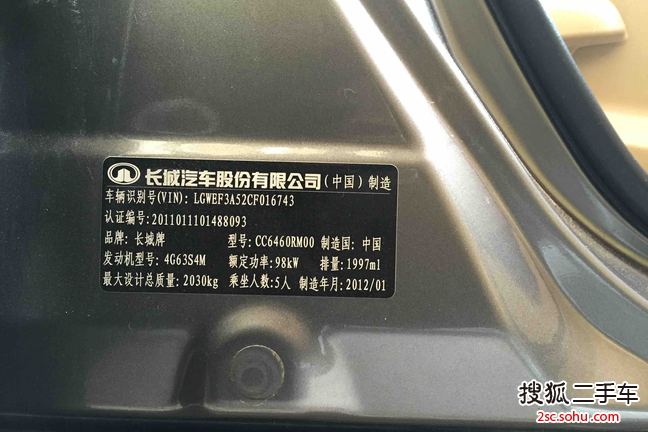 长城汽车股份有限公司(中国)制造
车辆识别号(VIN): LGWEF3A52CF016743
认证编号:2011011101488093
品牌: 长城牌 型号: CC6460RM00 制造国: 中国
发动机型号: 4G63S4M 额定功率:98kW 排量:1997ml
最大设计总质量: 2030kg 乘坐人数:5人 制造年月:2012/01
搜狐二手车
2sc.sohu.com